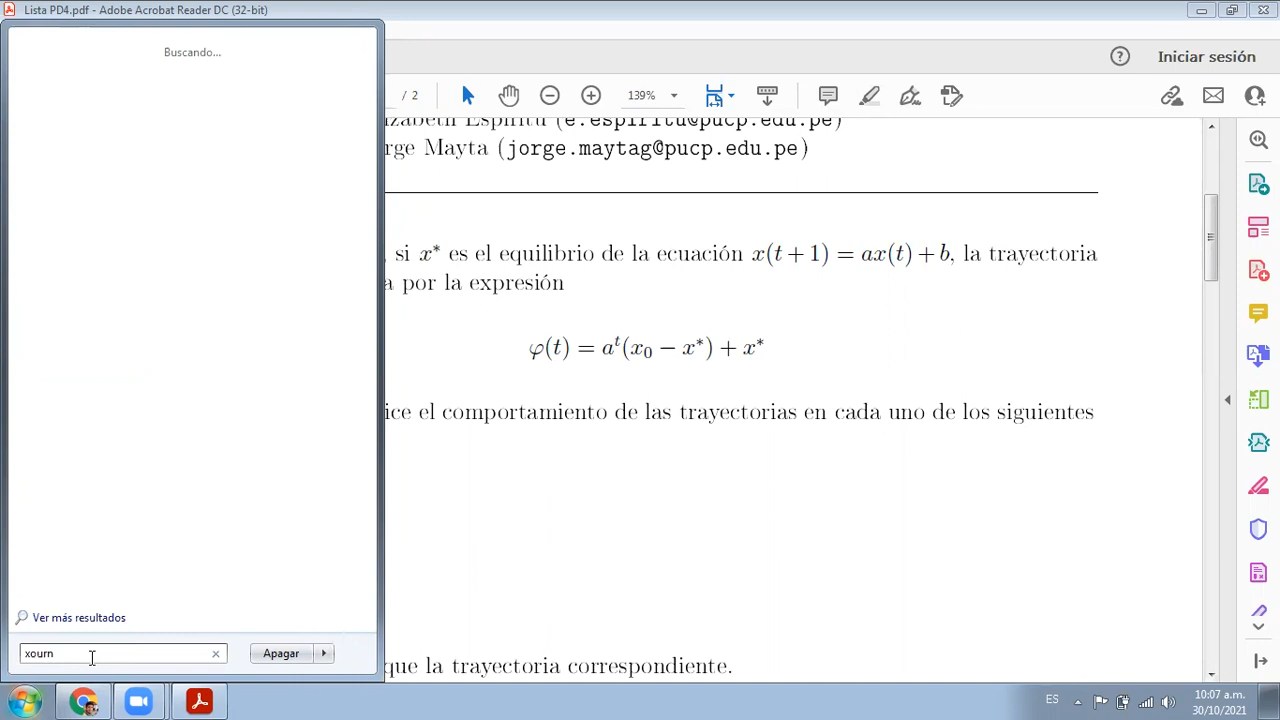 Lista PD4.pdf - Adobe Acrobat Reader DC (32-bit)
Buscando...
Iniciar sesión
/ 2
139%
izabeth Espiritu (e.espiritu@pucp.edu.pe)
rge Mayta (jorge.maytag@pucp.edu.pe)
, si x* es el equilibrio de la ecuación x(t + 1) = ax(t) + b, la trayectoria
a por la expresión
φ(t) = a^t(x₀ − x*) + x*
ice el comportamiento de las trayectorias en cada uno de los siguientes
que la trayectoria correspondiente.
Ver más resultados
xourn
Apagar
ES
10:07 a.m.
30/10/2021